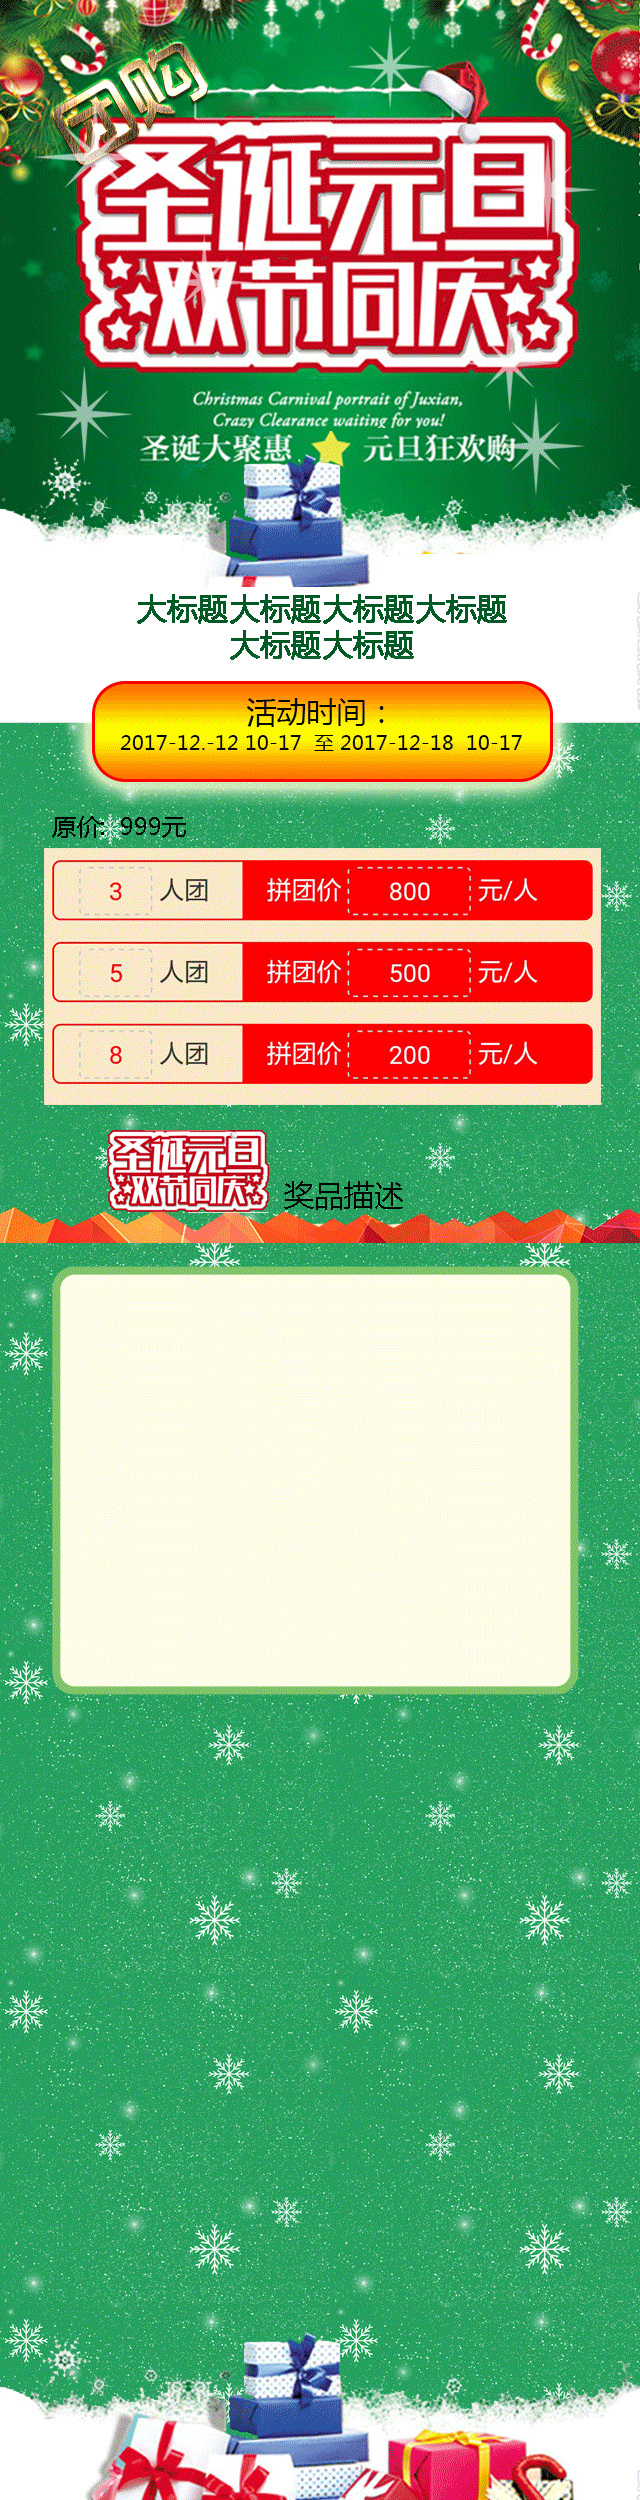 团购
圣诞元旦
双节同庆
Christmas Carnival portrait of Juxian,
Crazy Clearance waiting for you!
圣诞大聚惠 元旦狂欢购
大标题大标题大标题大标题
大标题大标题
活动时间：
2017-12.-12 10-17 至 2017-12-18 10-17
原价: 999元
3 人团 拼团价 800 元/人
5 人团 拼团价 500 元/人
8 人团 拼团价 200 元/人
圣诞元旦
双节同庆
奖品描述